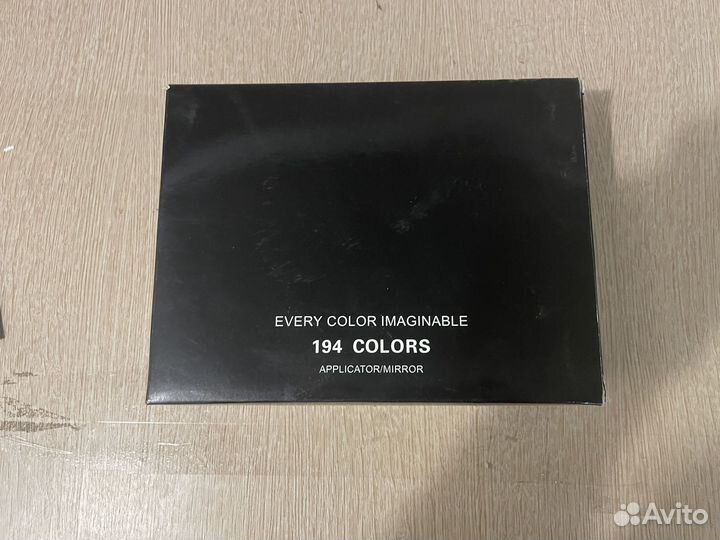 EVERY COLOR IMAGINABLE
194 COLORS
APPLICATOR/MIRROR
Avito